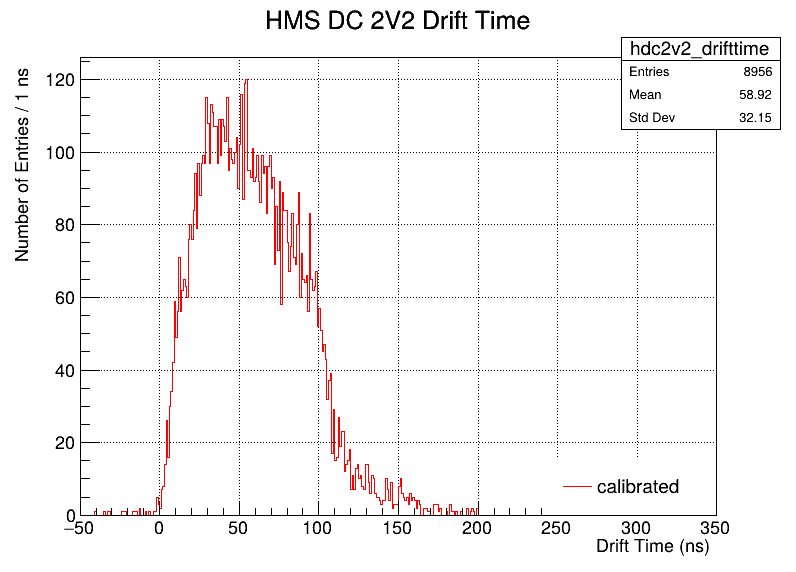 HMS DC 2V2 Drift Time
hdc2v2_drifttime
Entries 8956
Mean 58.92
Std Dev 32.15
Number of Entries / 1 ns
120
100
80
60
40
20
0
−50 0 50 100 150 200 250 300 350
calibrated
Drift Time (ns)